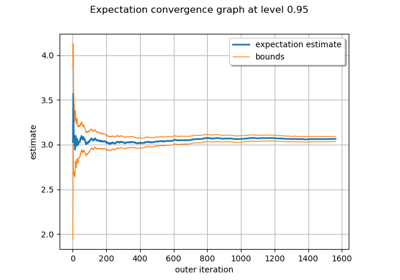 Expectation convergence graph at level 0.95
expectation estimate
bounds
4.0
3.5
3.0
2.5
2.0
estimate
0 200 400 600 800 1000 1200 1400 1600
outer iteration